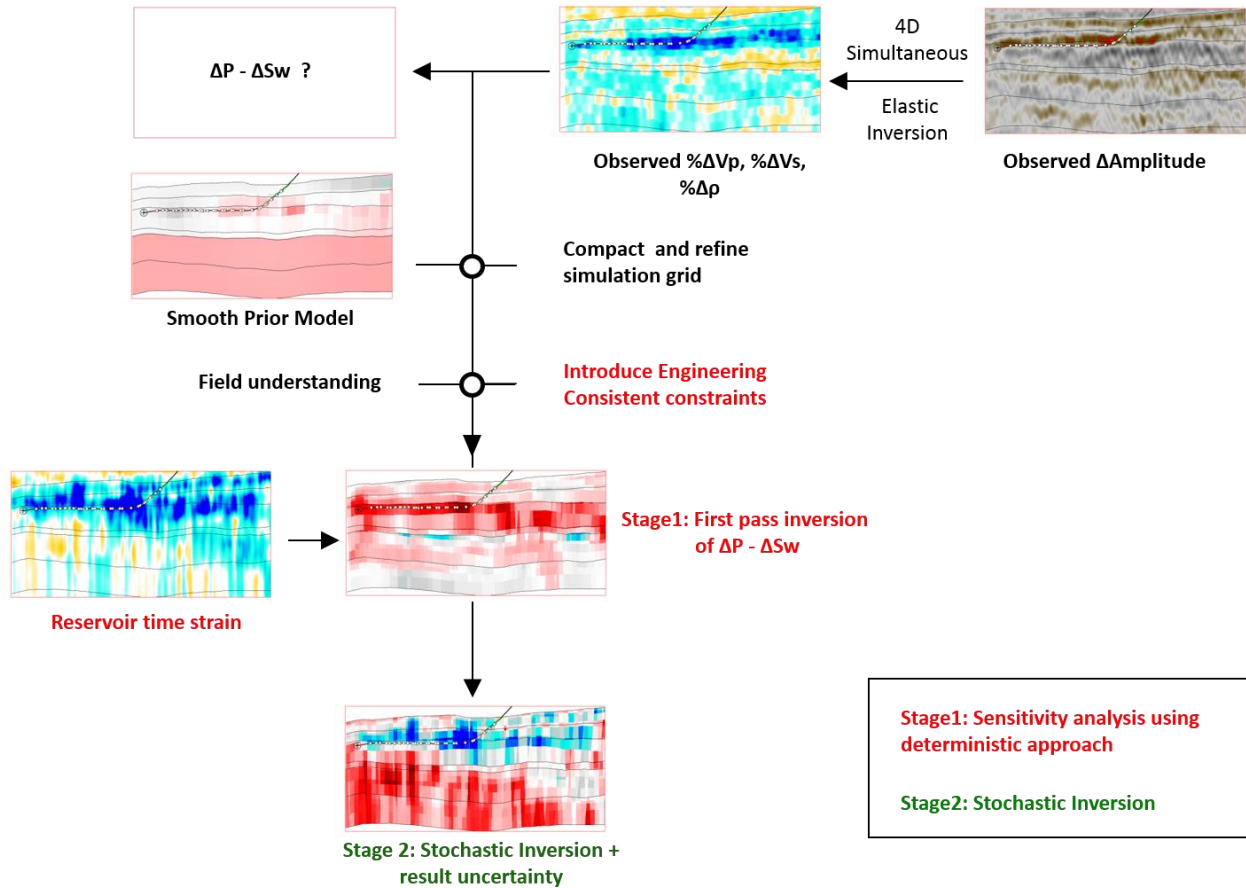 ΔP - ΔSw ?
4D
Simultaneous
Elastic
Inversion
Observed %ΔVp, %ΔVs,
%Δρ
Observed ΔAmplitude
Compact and refine
simulation grid
Smooth Prior Model
Field understanding
Introduce Engineering
Consistent constraints
Stage1: First pass inversion
of ΔP - ΔSw
Reservoir time strain
Stage1: Sensitivity analysis using
deterministic approach
Stage2: Stochastic Inversion
Stage 2: Stochastic Inversion +
result uncertainty